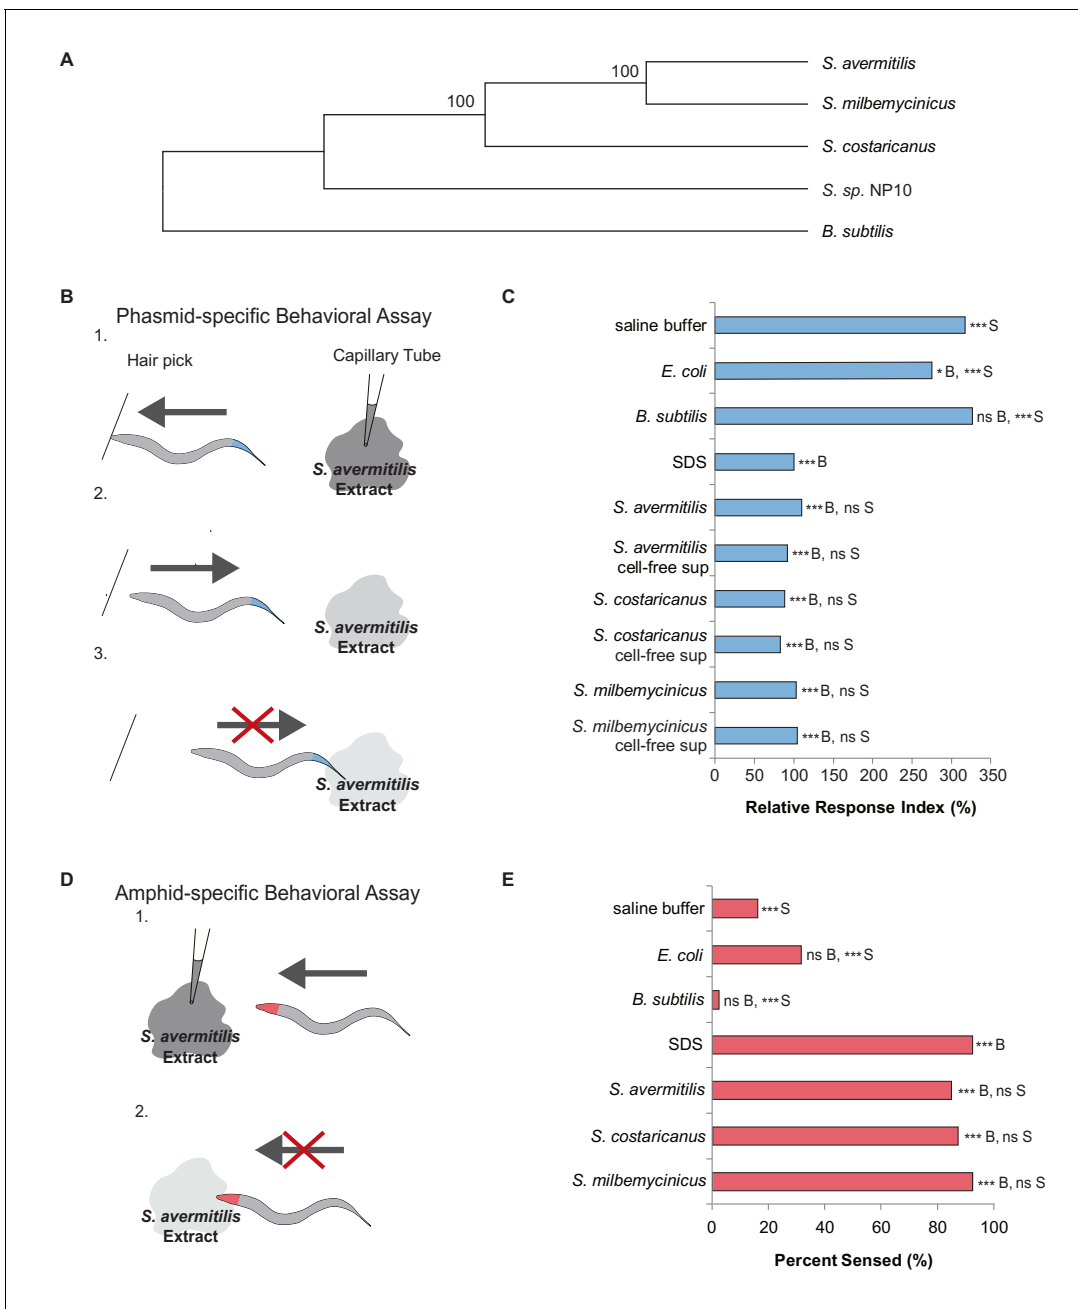 A
100
100
S. avermitilis
S. milbemycinicus
S. costaricanus
S. sp. NP10
B. subtilis
B
Phasmid-specific Behavioral Assay
1.
Hair pick
Capillary Tube
S. avermitilis
Extract
2.
S. avermitilis
Extract
3.
S. avermitilis
Extract
C
saline buffer
***S
E. coli
*B, ***S
B. subtilis
ns B, ***S
SDS
***B
S. avermitilis
***B, ns S
S. avermitilis
cell-free sup
***B, ns S
S. costaricanus
***B, ns S
S. costaricanus
cell-free sup
***B, ns S
S. milbemycinicus
***B, ns S
S. milbemycinicus
cell-free sup
***B, ns S
0 50 100 150 200 250 300 350
Relative Response Index (%)
D
Amphid-specific Behavioral Assay
1.
S. avermitilis
Extract
2.
S. avermitilis
Extract
E
saline buffer
***S
E. coli
ns B, ***S
B. subtilis
ns B, ***S
SDS
***B
S. avermitilis
*** B, ns S
S. costaricanus
*** B, ns S
S. milbemycinicus
*** B, ns S
0 20 40 60 80 100
Percent Sensed (%)